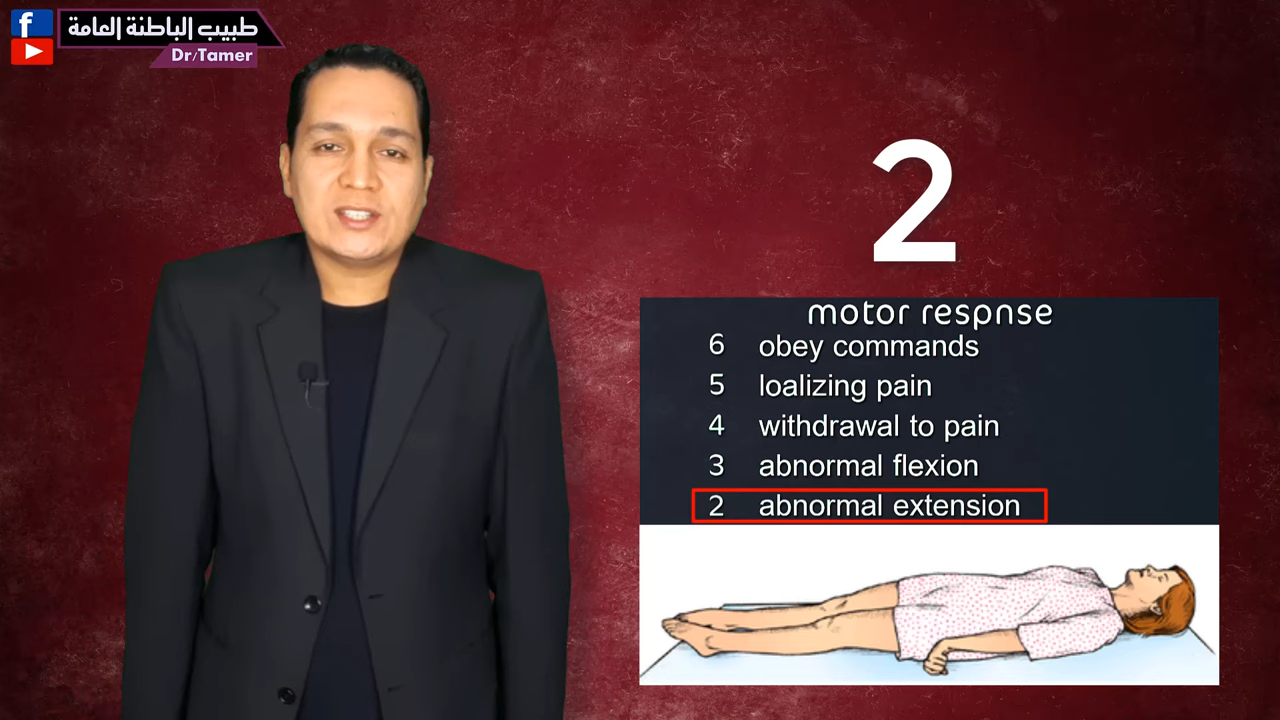 f
طبيب الباطنة العامة
Dr/Tamer
2
motor respnse
6 obey commands
5 loalizing pain
4 withdrawal to pain
3 abnormal flexion
2 abnormal extension